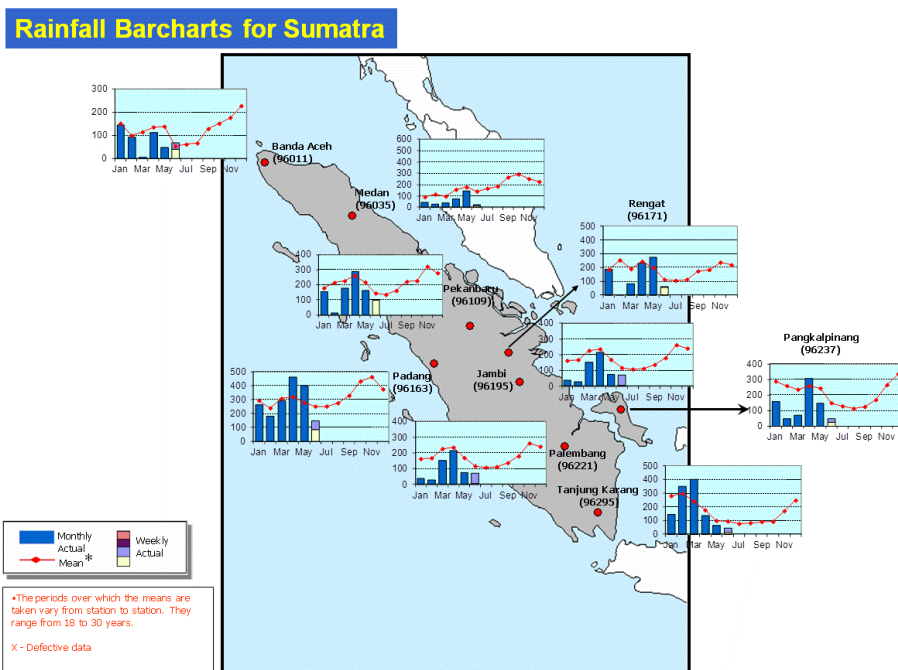 Rainfall Barcharts for Sumatra
300
200
100
0
Jan Mar May Jul Sep Nov
Banda Aceh
(96011)
600
500
400
300
200
100
0
Jan Mar May Jul Sep Nov
Medan
(96035)
Rengat
(96171)
500
400
300
200
100
0
Jan Mar May Jul Sep Nov
400
300
200
100
0
Jan Mar May Jul Sep Nov
Pekanbaru
(96109)
400
300
200
100
0
Jan Mar May Jul Sep Nov
Pangkalpinang
(96237)
400
300
200
100
0
Jan Mar May Jul Sep Nov
Padang
(96163)
500
400
300
200
100
0
Jan Mar May Jul Sep Nov
Jambi
(96195)
400
300
200
100
0
Jan Mar May Jul Sep Nov
Palembang
(96221)
500
400
300
200
100
0
Jan Mar May Jul Sep Nov
Tanjung Karang
(96295)
Monthly
Actual
Mean*
Weekly
Actual
•The periods over which the means are
taken vary from station to station. They
range from 18 to 30 years.
X - Defective data